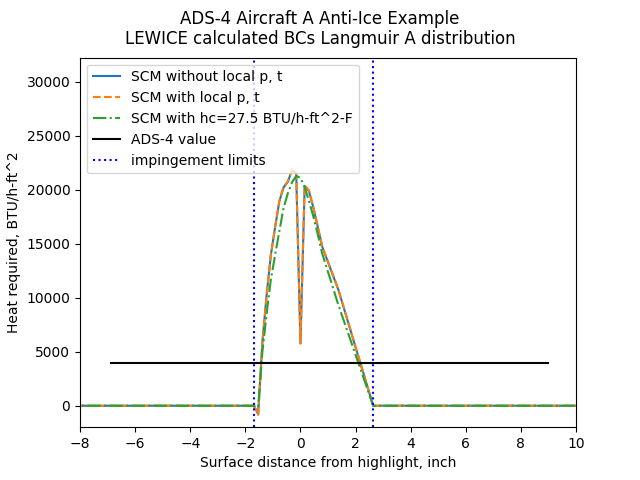 ADS-4 Aircraft A Anti-Ice Example
LEWICE calculated BCs Langmuir A distribution
SCM without local p, t
SCM with local p, t
SCM with hc=27.5 BTU/h-ft^2-F
ADS-4 value
impingement limits
Heat required, BTU/h-ft^2
30000
25000
20000
15000
10000
5000
0
−8
−6
−4
−2
0
2
4
6
8
10
Surface distance from highlight, inch